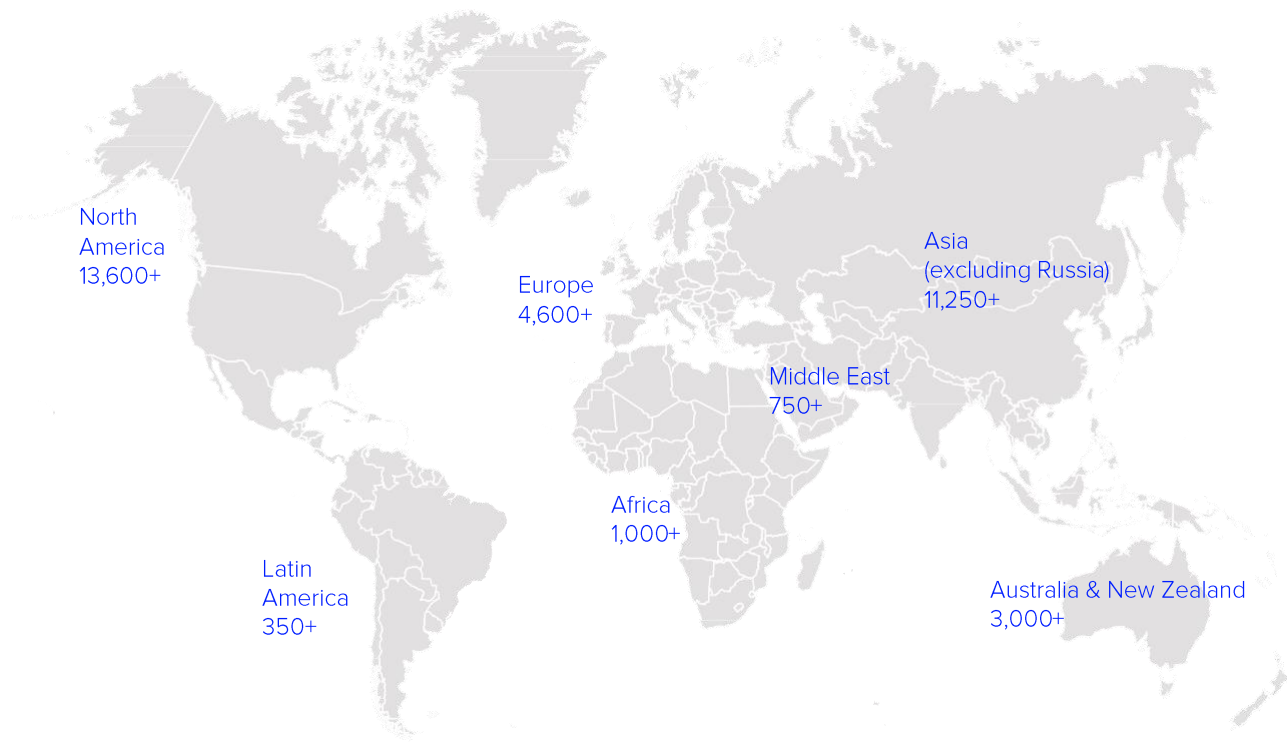 North
America
13,600+
Asia
(excluding Russia)
11,250+
Europe
4,600+
Middle East
750+
Africa
1,000+
Latin
America
350+
Australia & New Zealand
3,000+